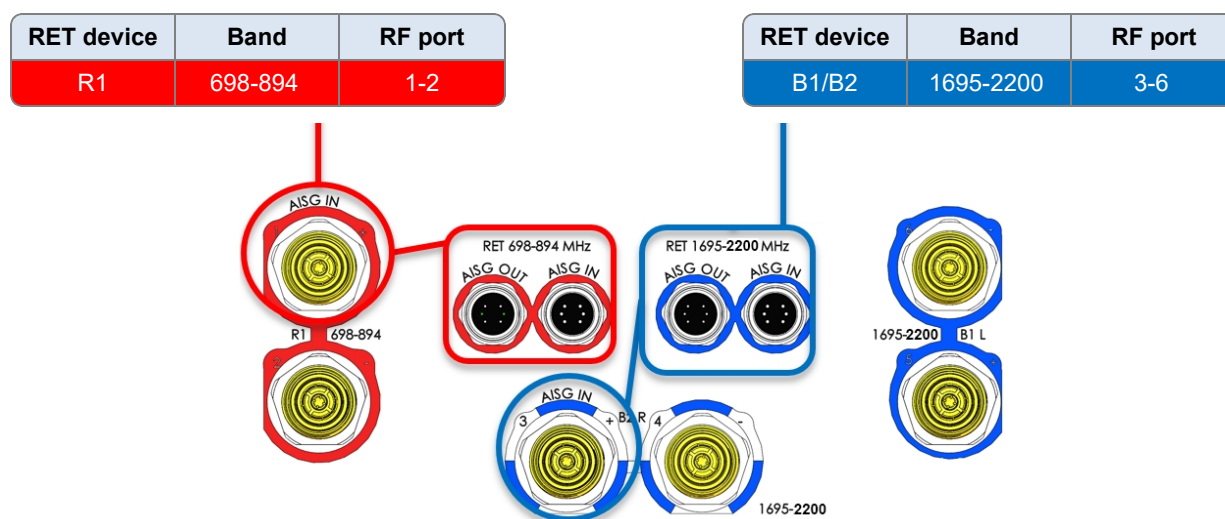 RET device Band RF port
R1 698-894 1-2
RET device Band RF port
B1/B2 1695-2200 3-6
AISG IN
RET 698-894 MHz
AISG OUT AISG IN
RET 1695-2200 MHz
AISG OUT AISG IN
R1 698-894
2 -
1695-2200 B1 L
5
AISG IN
3 + B2 R 4 -
1695-2200